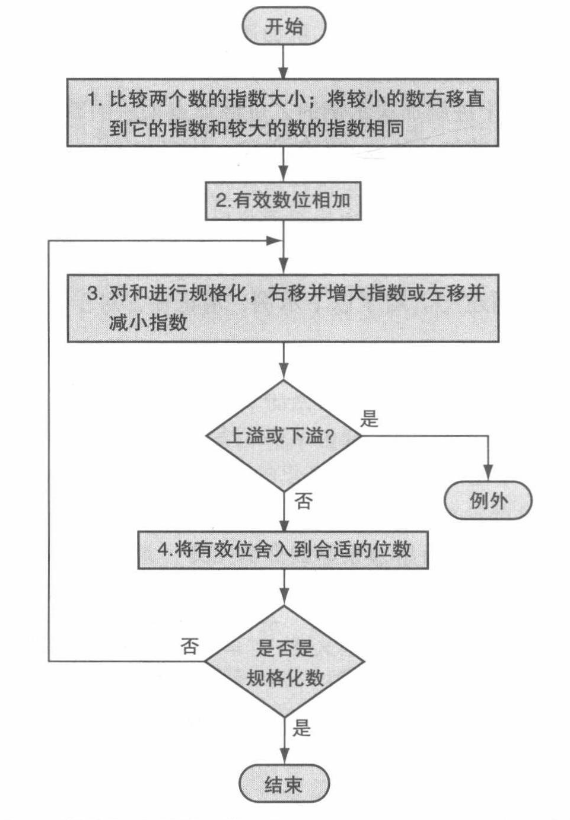 开始
1. 比较两个数的指数大小；将较小的数右移直
到它的指数和较大的数的指数相同
2.有效数位相加
3. 对和进行规格化，右移并增大指数或左移并
减小指数
上溢或下溢?
是
例外
否
4.将有效位舍入到合适的位数
否
是否是
规格化数
是
结束